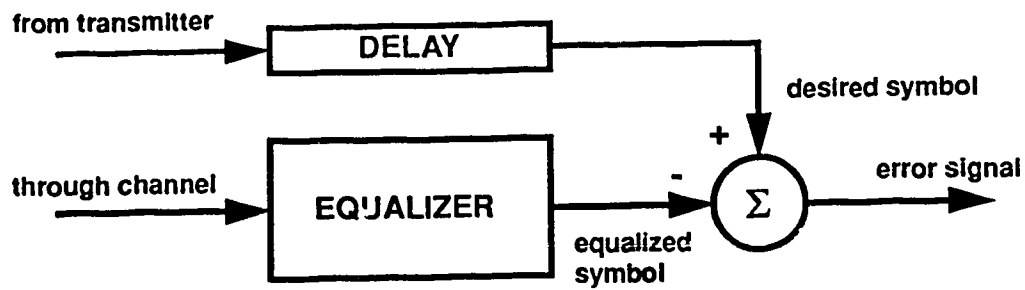 from transmitter
DELAY
desired symbol
+
through channel
EQUALIZER
-
Σ
error signal
equalized
symbol